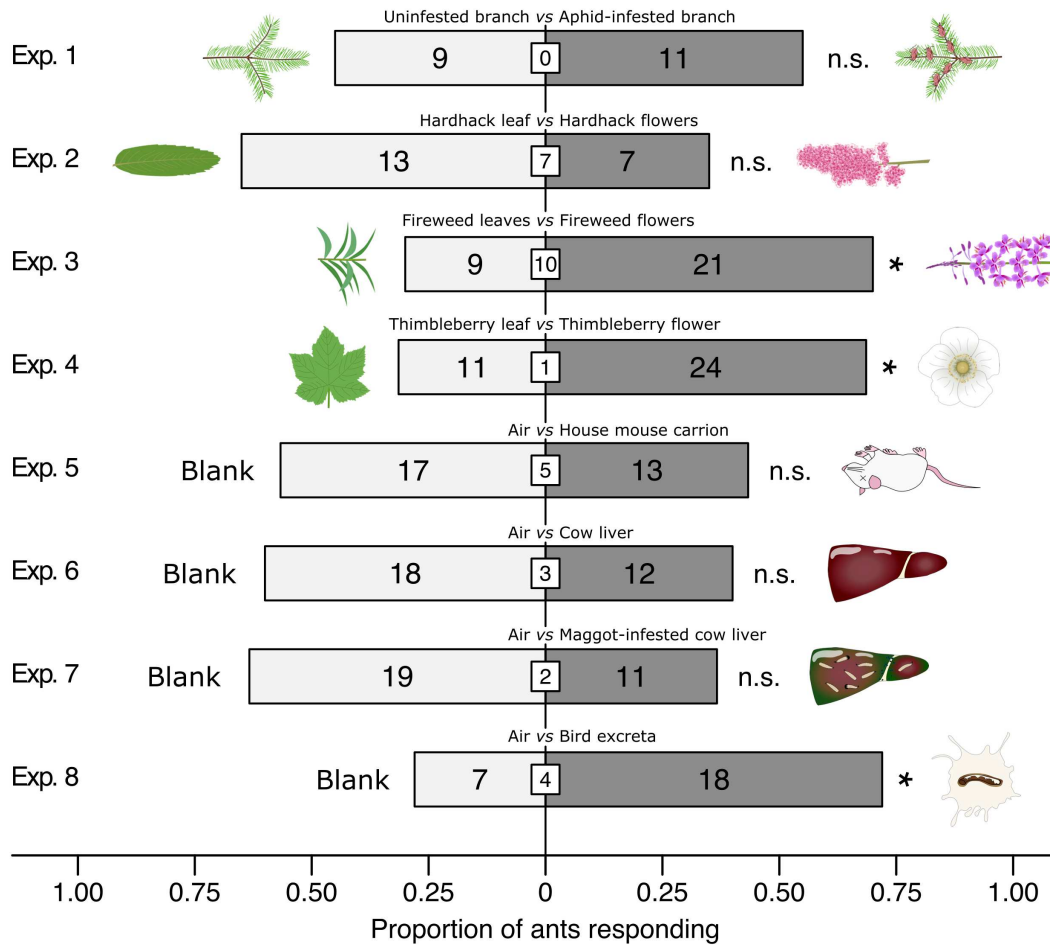 Uninfested branch vs Aphid-infested branch
Exp. 1
9
0
11
n.s.
Hardhack leaf vs Hardhack flowers
Exp. 2
13
7
7
n.s.
Fireweed leaves vs Fireweed flowers
Exp. 3
9
10
21
*
Thimbleberry leaf vs Thimbleberry flower
Exp. 4
11
1
24
*
Air vs House mouse carrion
Exp. 5
Blank
17
5
13
n.s.
Air vs Cow liver
Exp. 6
Blank
18
3
12
n.s.
Air vs Maggot-infested cow liver
Exp. 7
Blank
19
2
11
n.s.
Air vs Bird excreta
Exp. 8
Blank
7
4
18
*
1.00 0.75 0.50 0.25 0 0.25 0.50 0.75 1.00
Proportion of ants responding